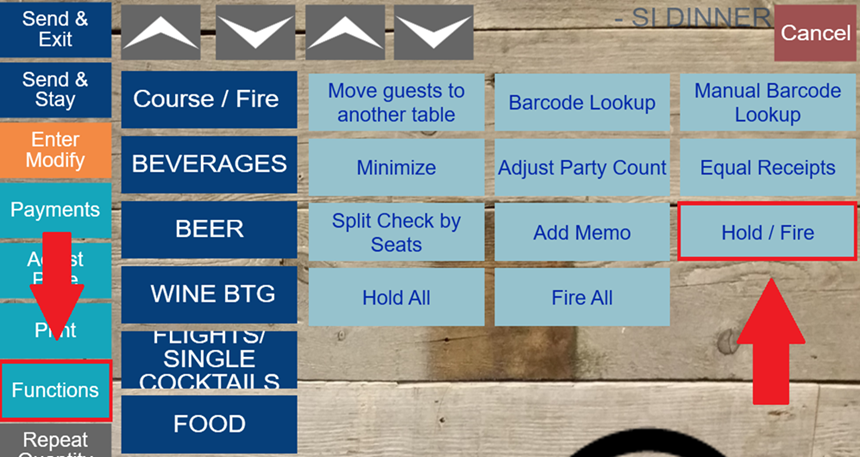 Send &
Exit
- SI DINNER
Cancel
Send &
Stay
Course / Fire
Move guests to
another table
Barcode Lookup
Manual Barcode
Lookup
Enter
Modify
BEVERAGES
Minimize
Adjust Party Count
Equal Receipts
Payments
BEER
Split Check by
Seats
Add Memo
Hold / Fire
WINE BTG
Hold All
Fire All
Print
FLIGHTS/
SINGLE
COCKTAILS
Functions
FOOD
Repeat
Quantity